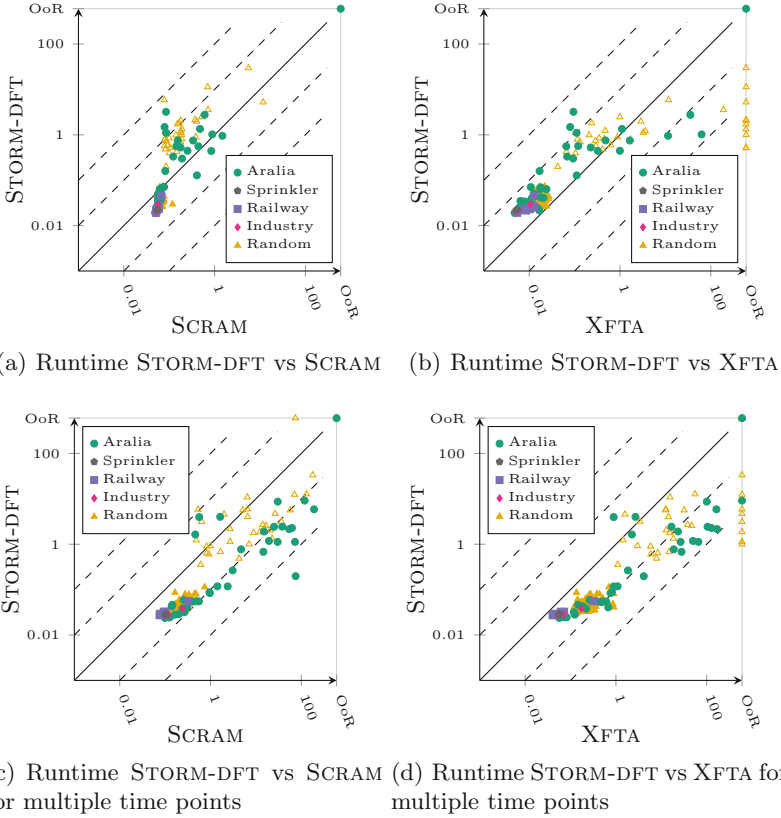 OoR
100
1
0.01
STORM-DFT
Aralia
Sprinkler
Railway
Industry
Random
0.01
1
100
OoR
SCRAM
(a) Runtime STORM-DFT vs SCRAM
OoR
100
1
0.01
STORM-DFT
Aralia
Sprinkler
Railway
Industry
Random
0.01
1
100
OoR
XFTA
(b) Runtime STORM-DFT vs XFTA
OoR
100
1
0.01
STORM-DFT
Aralia
Sprinkler
Railway
Industry
Random
0.01
1
100
OoR
SCRAM
c) Runtime STORM-DFT vs SCRAM
or multiple time points
OoR
100
1
0.01
STORM-DFT
Aralia
Sprinkler
Railway
Industry
Random
0.01
1
100
OoR
XFTA
(d) Runtime STORM-DFT vs XFTA for
multiple time points